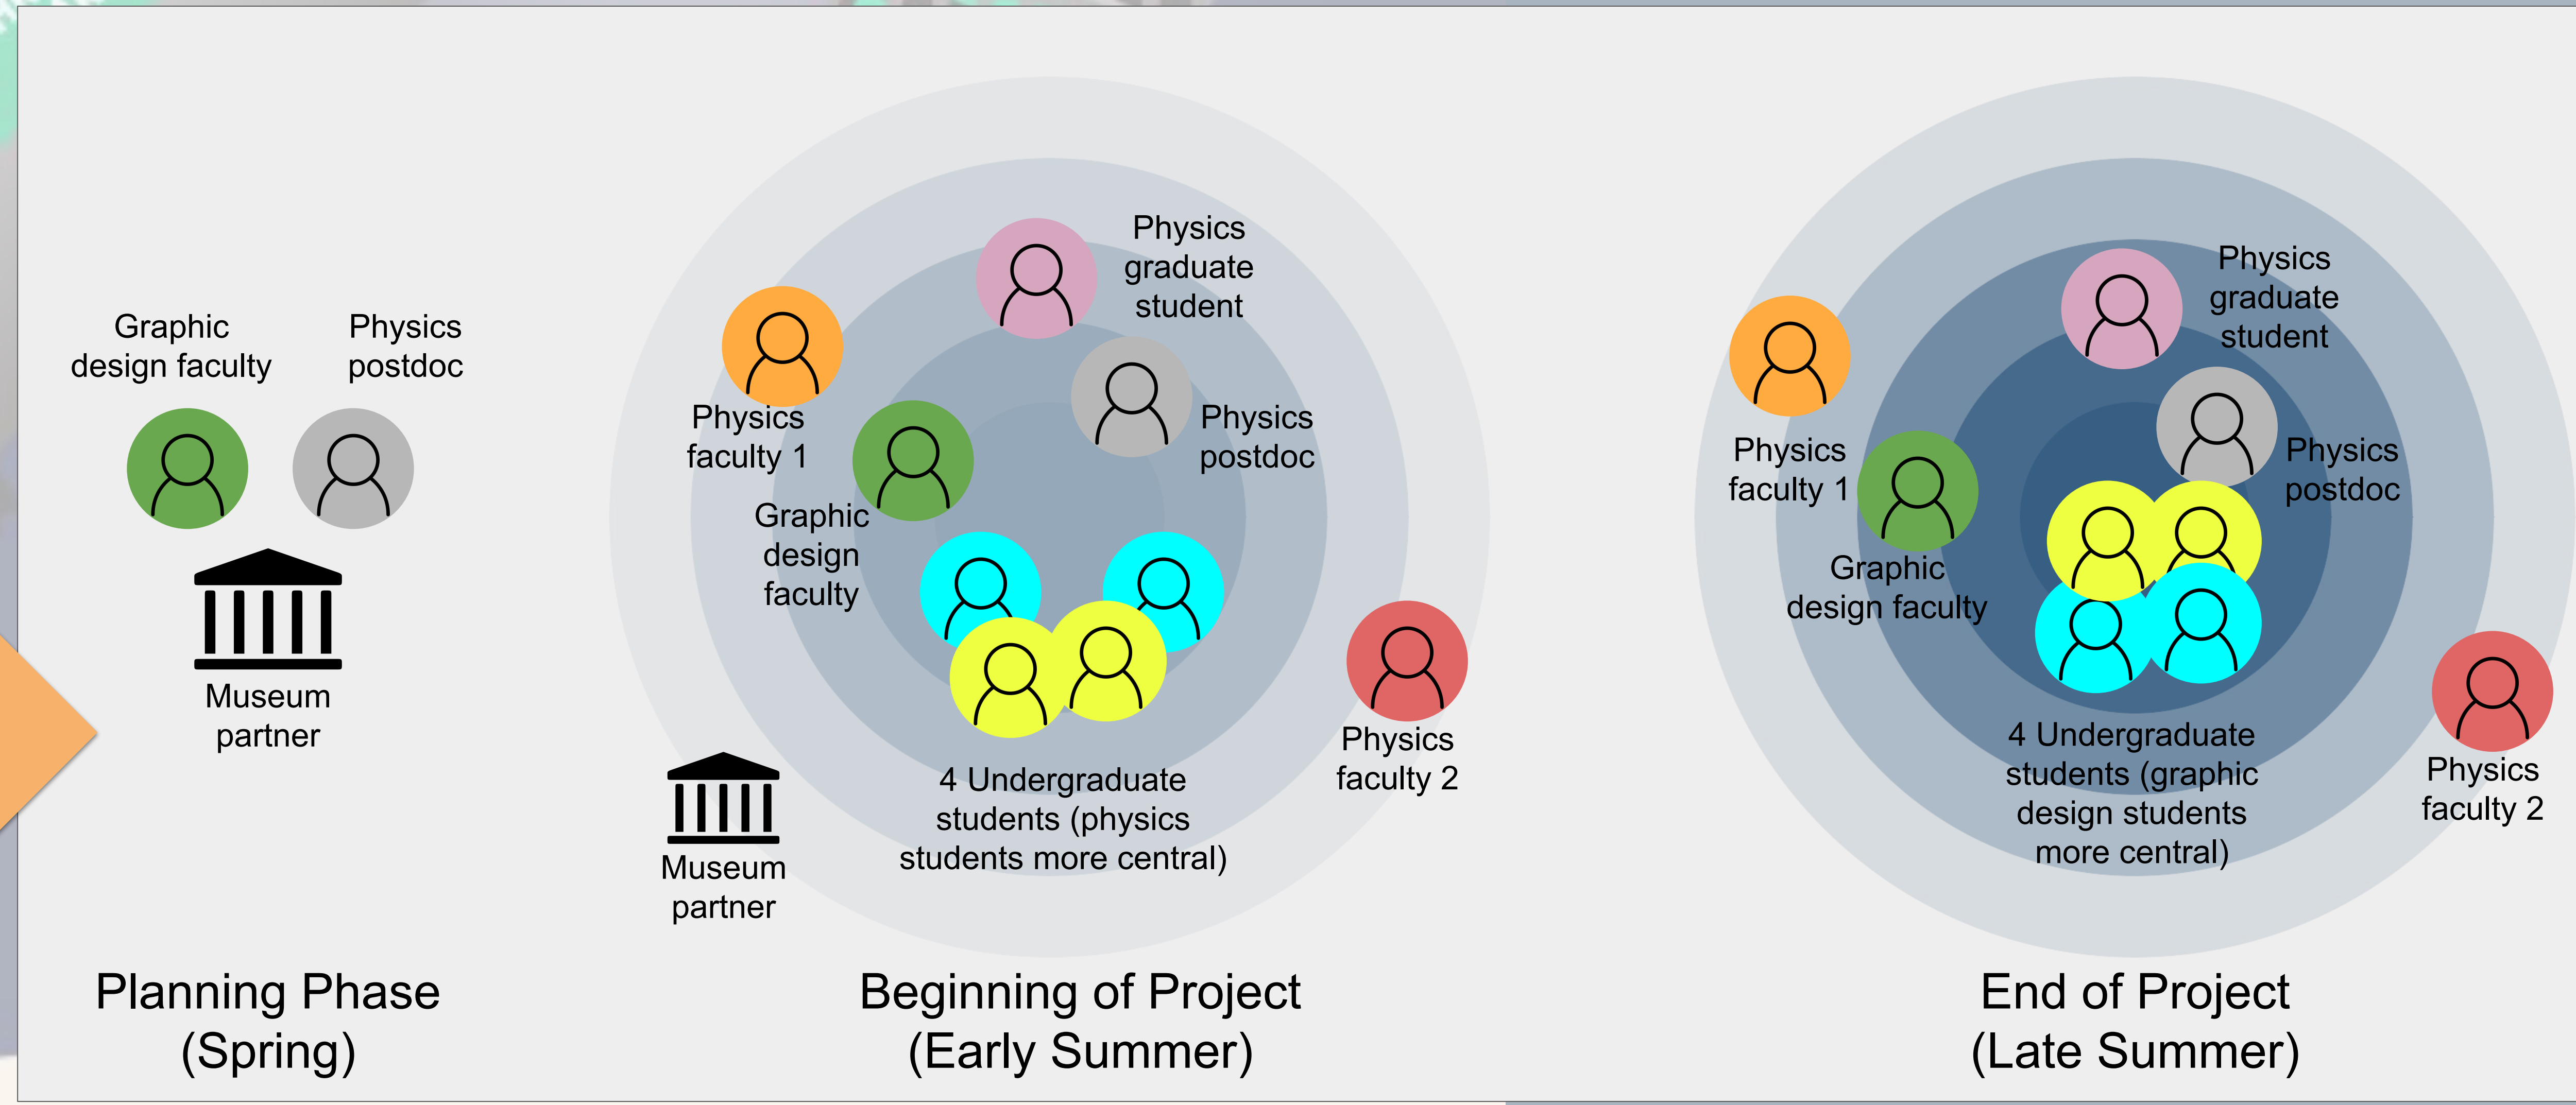 Graphic
design faculty
Physics
postdoc
Museum
partner
Planning Phase
(Spring)
Physics
graduate
student
Physics
faculty 1
Physics
postdoc
Graphic
design
faculty
Physics
faculty 2
4 Undergraduate
students (physics
students more central)
Museum
partner
Beginning of Project
(Early Summer)
Physics
graduate
student
Physics
faculty 1
Physics
postdoc
Graphic
design faculty
4 Undergraduate
students (graphic
design students
more central)
Physics
faculty 2
End of Project
(Late Summer)